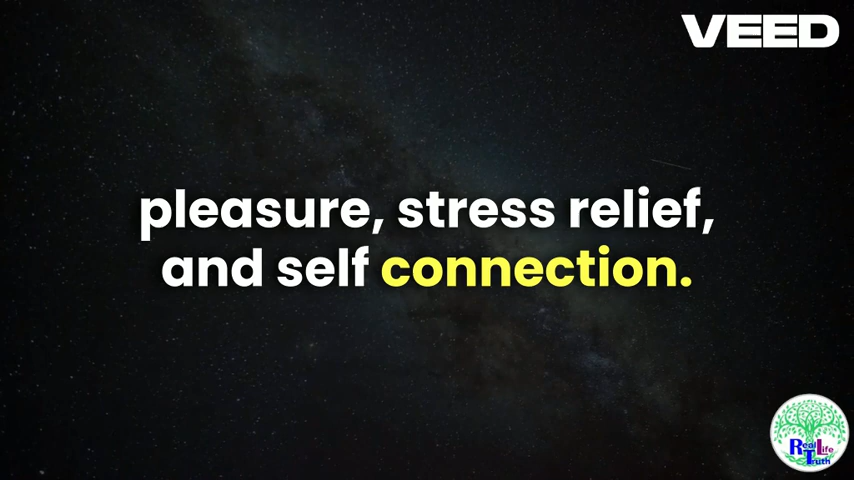 VEED
pleasure, stress relief,
and self connection.
Real Life
Truth